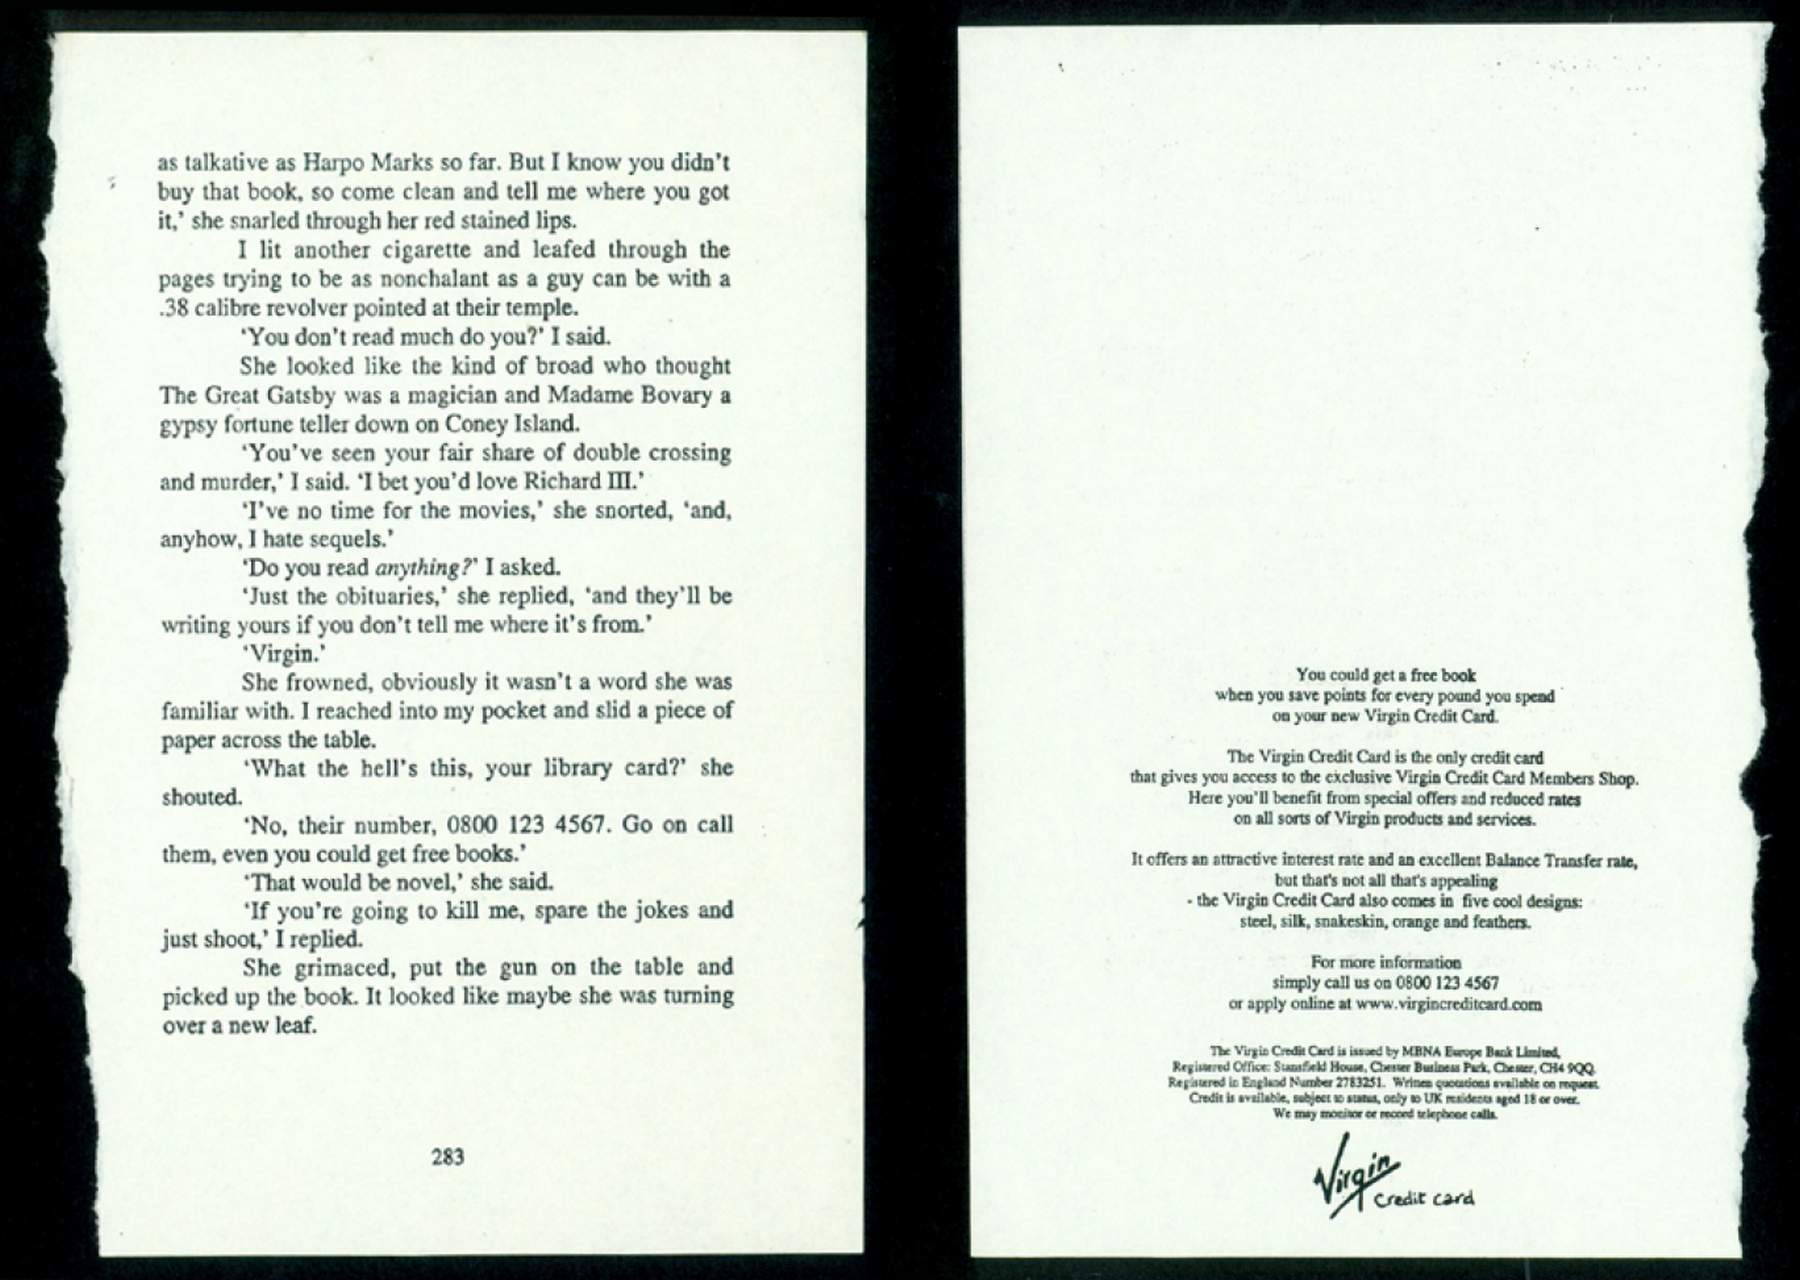 as talkative as Harpo Marks so far. But I know you didn't
buy that book, so come clean and tell me where you got
it,' she snarled through her red stained lips.
I lit another cigarette and leafed through the
pages trying to be as nonchalant as a guy can be with a
.38 calibre revolver pointed at their temple.
'You don't read much do you?' I said.
She looked like the kind of broad who thought
The Great Gatsby was a magician and Madame Bovary a
gypsy fortune teller down on Coney Island.
'You've seen your fair share of double crossing
and murder,' I said. 'I bet you'd love Richard III.'
'I've no time for the movies,' she snorted, 'and,
anyhow, I hate sequels.'
'Do you read anything?' I asked.
'Just the obituaries,' she replied, 'and they'll be
writing yours if you don't tell me where it's from.'
'Virgin.'
She frowned, obviously it wasn't a word she was
familiar with. I reached into my pocket and slid a piece of
paper across the table.
'What the hell's this, your library card?' she
shouted.
'No, their number, 0800 123 4567. Go on call
them, even you could get free books.'
'That would be novel,' she said.
'If you're going to kill me, spare the jokes and
just shoot,' I replied.
She grimaced, put the gun on the table and
picked up the book. It looked like maybe she was turning
over a new leaf.
283
You could get a free book
when you save points for every pound you spend
on your new Virgin Credit Card.
The Virgin Credit Card is the only credit card
that gives you access to the exclusive Virgin Credit Card Members Shop.
Here you'll benefit from special offers and reduced rates
on all sorts of Virgin products and services.
It offers an attractive interest rate and an excellent Balance Transfer rate,
but that's not all that's appealing
- the Virgin Credit Card also comes in five cool designs:
steel, silk, snakeskin, orange and feathers.
For more information
simply call us on 0800 123 4567
or apply online at www.virgincreditcard.com
The Virgin Credit Card is issued by MBNA Europe Bank Limited,
Registered Office: Stansfield House, Chester Business Park, Chester, CH4 9QQ.
Registered in England Number 2783251. Written quotations available on request.
Credit is available, subject to status, only to UK residents aged 18 or over.
We may monitor or record telephone calls.
Virgin
credit card